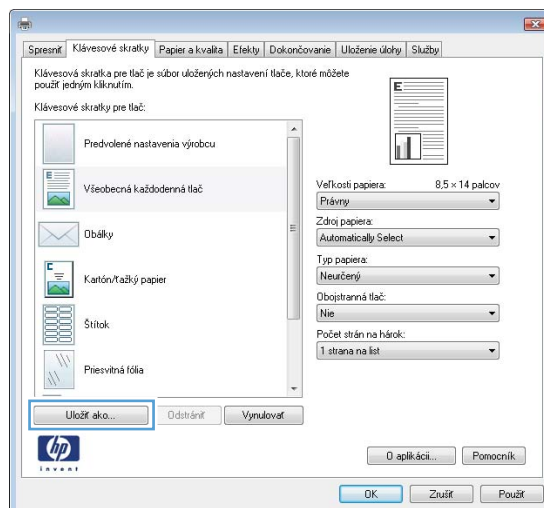 Spresniť Klávesové skratky Papier a kvalita Efekty Dokončovanie Uloženie úlohy Služby
Klávesová skratka pre tlač je súbor uložených nastavení tlače, ktoré môžete
použiť jedným kliknutím.
Klávesové skratky pre tlač:
Predvolené nastavenia výrobcu
Všeobecná každodenná tlač
Obálky
Kartón/ťažký papier
Štítok
Priesvitná fólia
Uložiť ako...
Odstrániť
Vynulovať
E
Veľkosti papiera: 8,5 × 14 palcov
Právny
Zdroj papiera:
Automatically Select
Typ papiera:
Neurčený
Obojstranná tlač:
Nie
Počet strán na hárok:
1 strana na list
hp
invent
O aplikácii...
Pomocník
OK
Zrušiť
Použiť